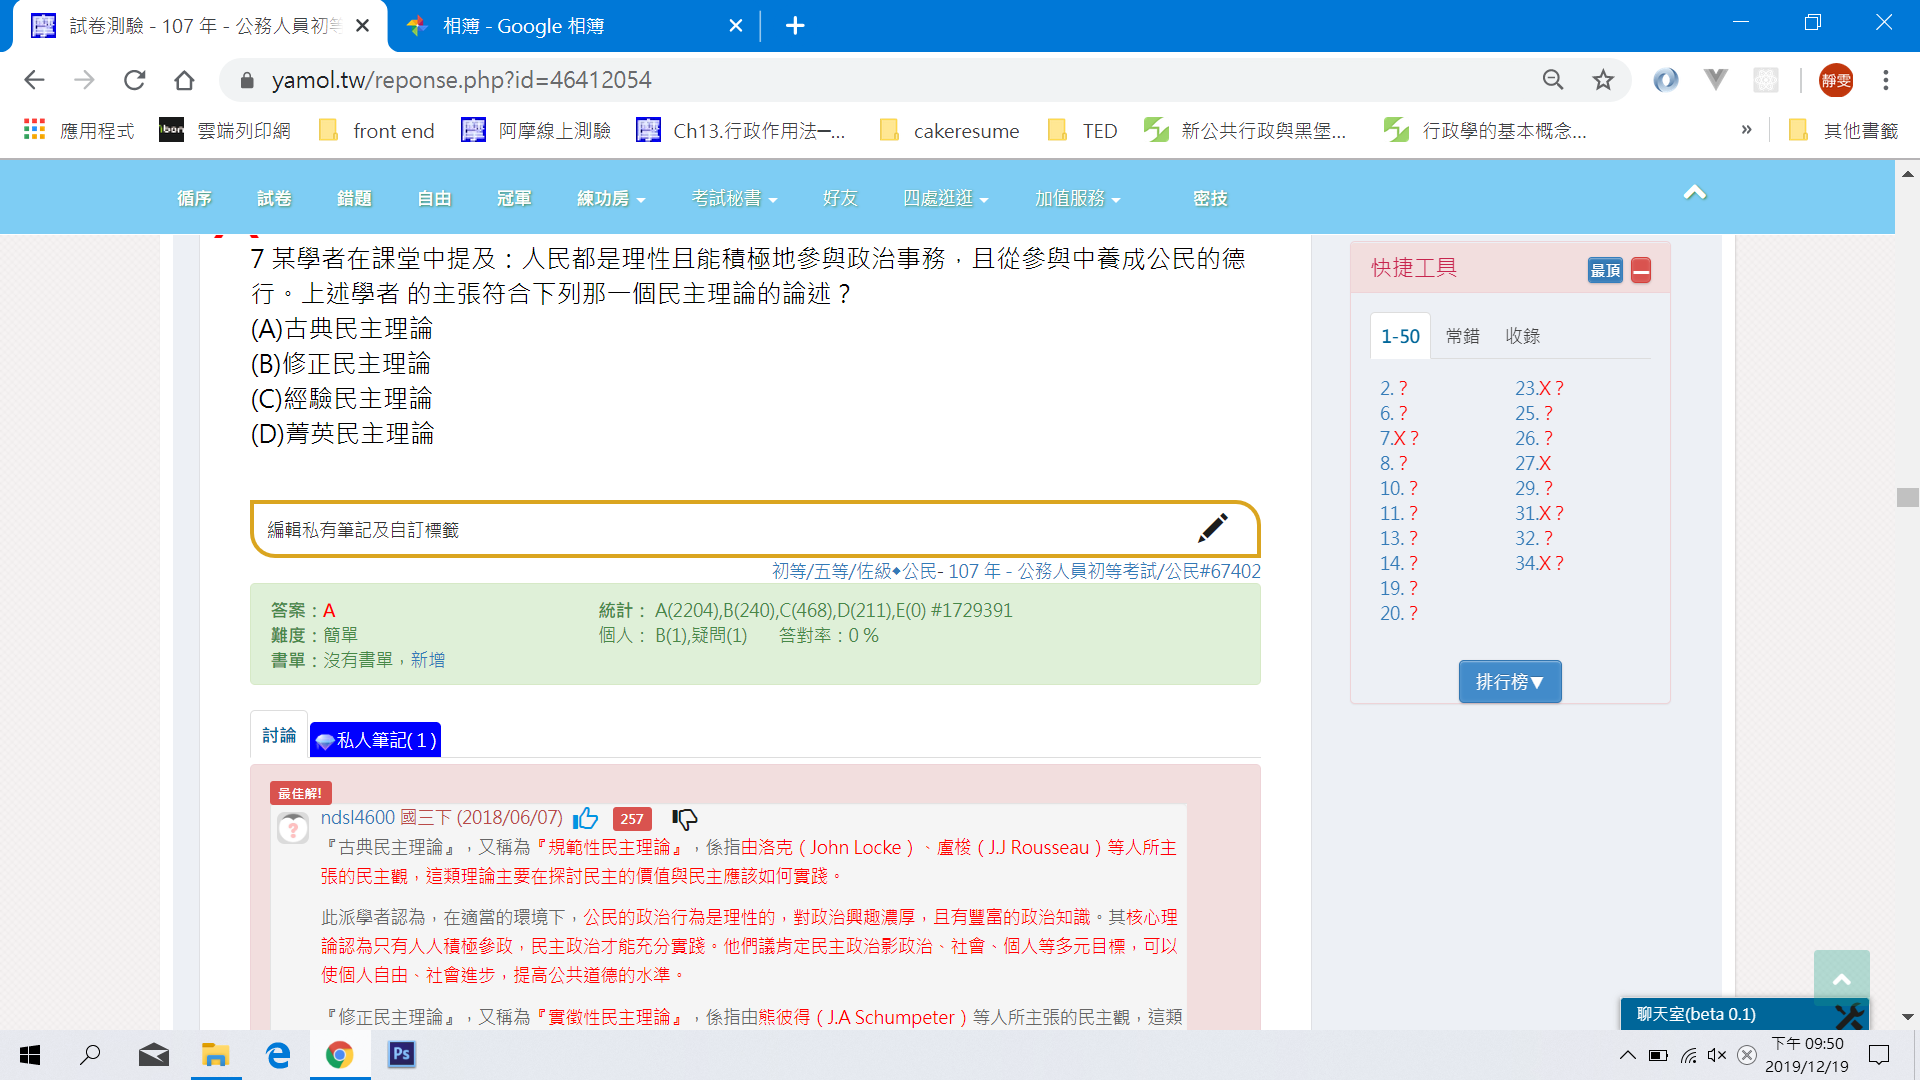 試卷測驗 - 107 年 - 公務人員初等
相簿 - Google 相簿
yamol.tw/reponse.php?id=46412054
靜雯
應用程式
ibon
雲端列印網
front end
摩
阿摩線上測驗
摩
Ch13.行政作用法─...
cakeresume
TED
新公共行政與黑堡...
行政學的基本概念...
»
其他書籤
循序
試卷
錯題
自由
冠軍
練功房
考試秘書
好友
四處逛逛
加值服務
密技
7 某學者在課堂中提及：人民都是理性且能積極地參與政治事務，且從參與中養成公民的德
行。上述學者 的主張符合下列那一個民主理論的論述？
(A)古典民主理論
(B)修正民主理論
(C)經驗民主理論
(D)菁英民主理論
編輯私有筆記及自訂標籤
初等/五等/佐級◆公民- 107 年 - 公務人員初等考試/公民#67402
答案：A
難度：簡單
書單：沒有書單，新增
統計： A(2204),B(240),C(468),D(211),E(0) #1729391
個人： B(1),疑問(1) 答對率：0 %
討論
私人筆記( 1 )
最佳解!
ndsl4600 國三下 (2018/06/07) 257
『古典民主理論』，又稱為『規範性民主理論』，係指由洛克（John Locke）、盧梭（J.J Rousseau）等人所主
張的民主觀，這類理論主要在探討民主的價值與民主應該如何實踐。
此派學者認為，在適當的環境下，公民的政治行為是理性的，對政治興趣濃厚，且有豐富的政治知識。其核心理
論認為只有人人積極參政，民主政治才能充分實踐。他們議肯定民主政治影政治、社會、個人等多元目標，可以
使個人自由、社會進步，提高公共道德的水準。
『修正民主理論』，又稱為『實徵性民主理論』，係指由熊彼得（J.A Schumpeter）等人所主張的民主觀，這類
快捷工具
最頂
1-50
常錯
收錄
2. ?
6. ?
7.X ?
8. ?
10. ?
11. ?
13. ?
14. ?
19. ?
20. ?
23.X ?
25. ?
26. ?
27.X
29. ?
31.X ?
32. ?
34.X ?
排行榜▼
聊天室(beta 0.1)
Ps
下午 09:50
2019/12/19